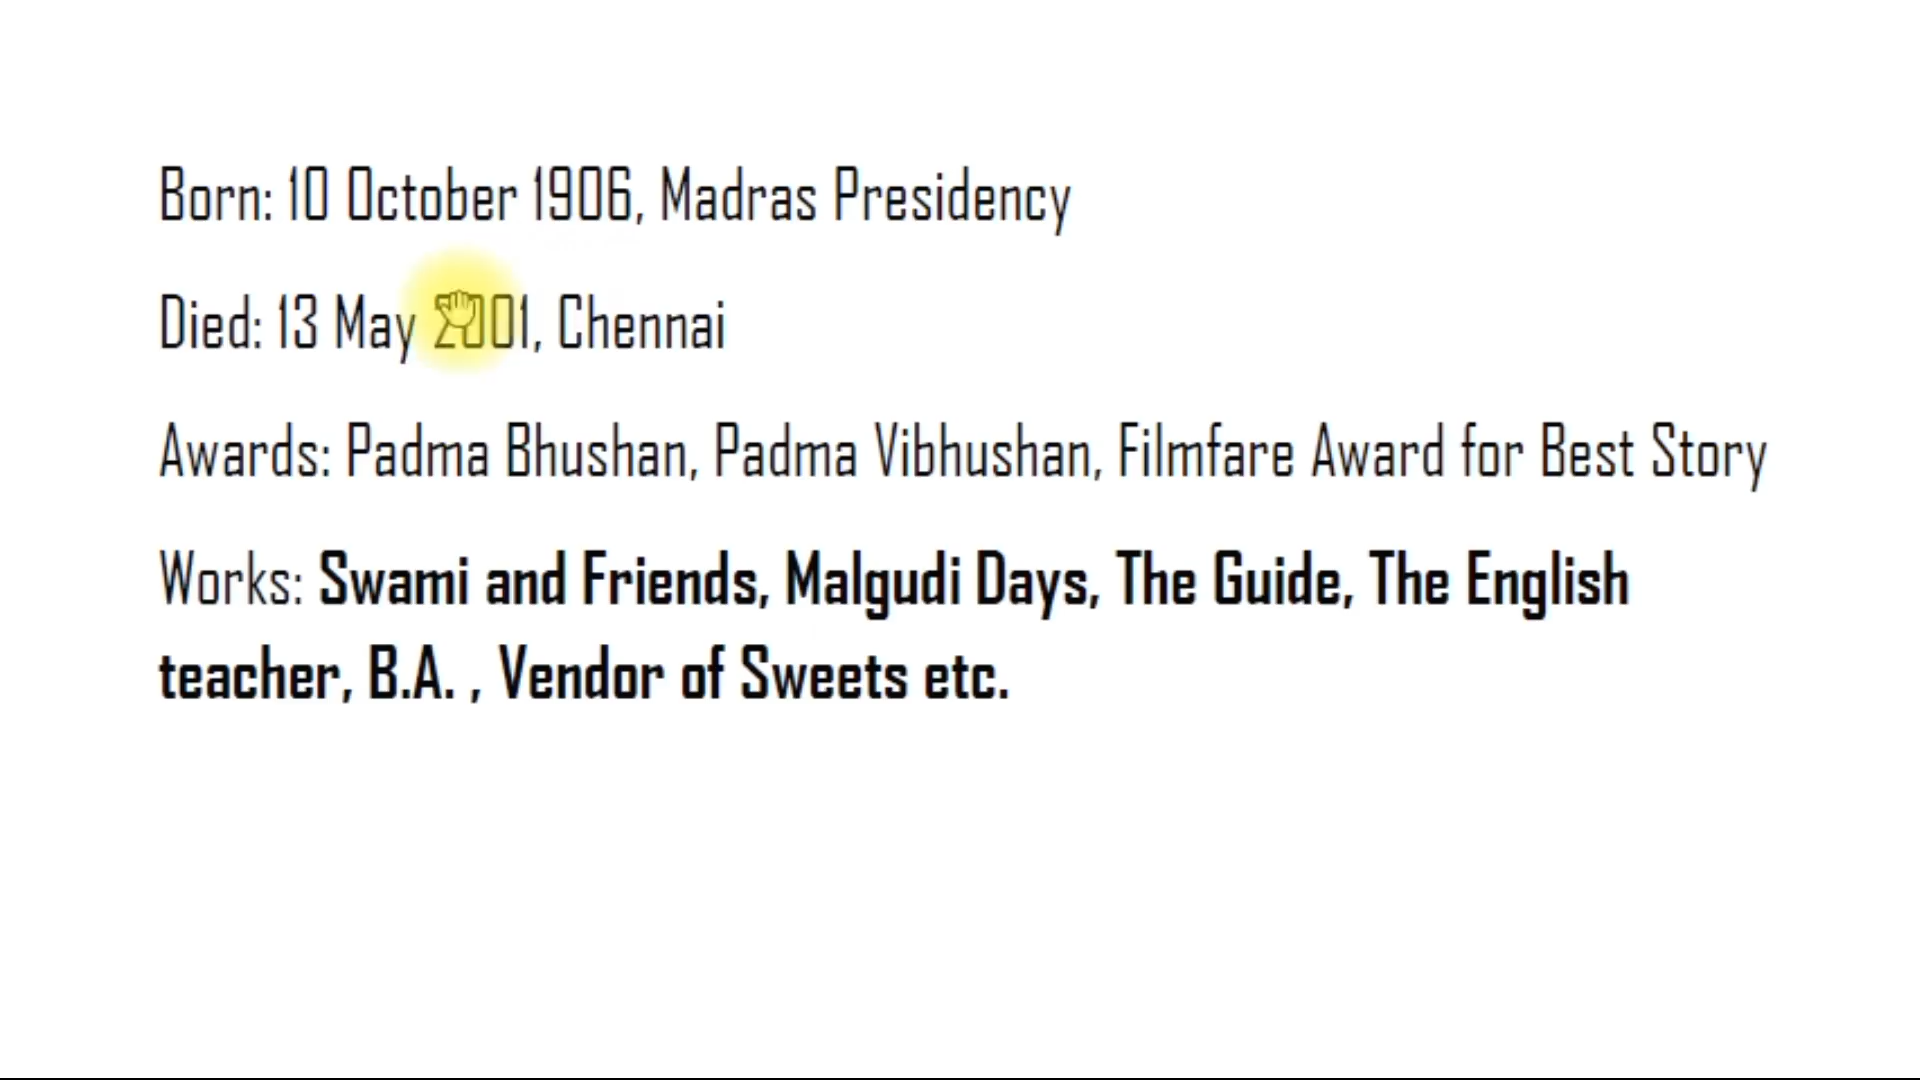 Born: 10 October 1906, Madras Presidency
Died: 13 May 2001, Chennai
Awards: Padma Bhushan, Padma Vibhushan, Filmfare Award for Best Story
Works: Swami and Friends, Malgudi Days, The Guide, The English
teacher, B.A. , Vendor of Sweets etc.